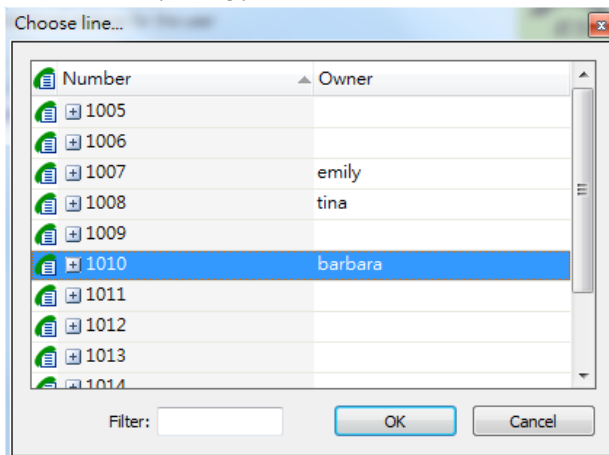 Choose line...
Number Owner
1005
1006
1007 emily
1008 tina
1009
1010 barbara
1011
1012
1013
1014
Filter: OK Cancel